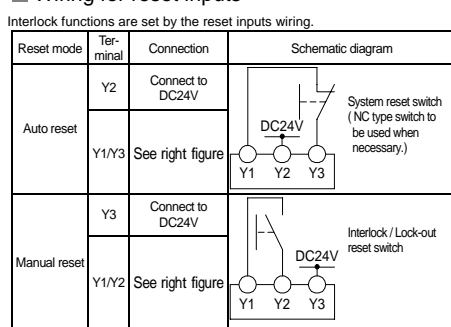 Wiring for reset inputs
Interlock functions are set by the reset inputs wiring.
Reset mode
Ter-
minal
Connection
Schematic diagram
Auto reset
Y2
Connect to
DC24V
Y1/Y3
See right figure
DC24V
Y1
Y2
Y3
System reset switch
( NC type switch to
be used when
necessary.)
Manual reset
Y3
Connect to
DC24V
Y1/Y2
See right figure
DC24V
Y1
Y2
Y3
Interlock / Lock-out
reset switch